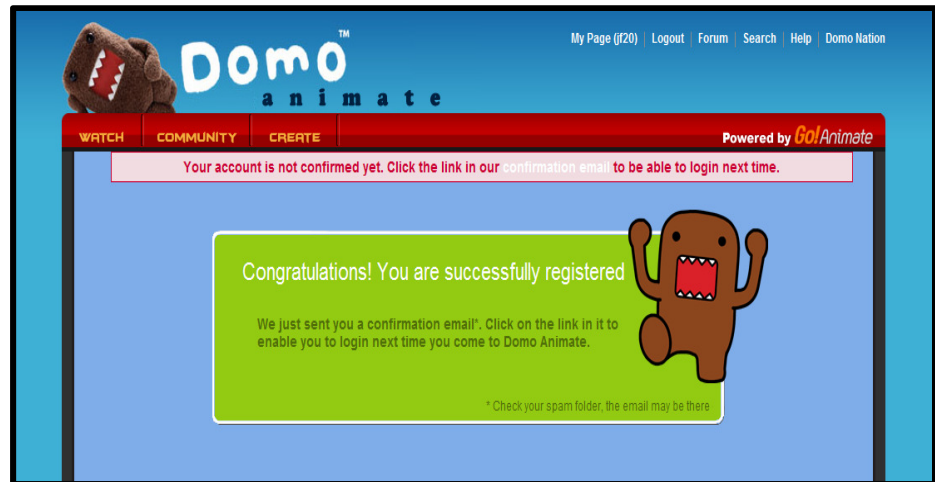 Domo™
animate
My Page (jf20) | Logout | Forum | Search | Help | Domo Nation
WATCH COMMUNITY CREATE
Powered by Go!Animate
Your account is not confirmed yet. Click the link in our confirmation email to be able to login next time.
Congratulations! You are successfully registered
We just sent you a confirmation email*. Click on the link in it to
enable you to login next time you come to Domo Animate.
* Check your spam folder, the email may be there